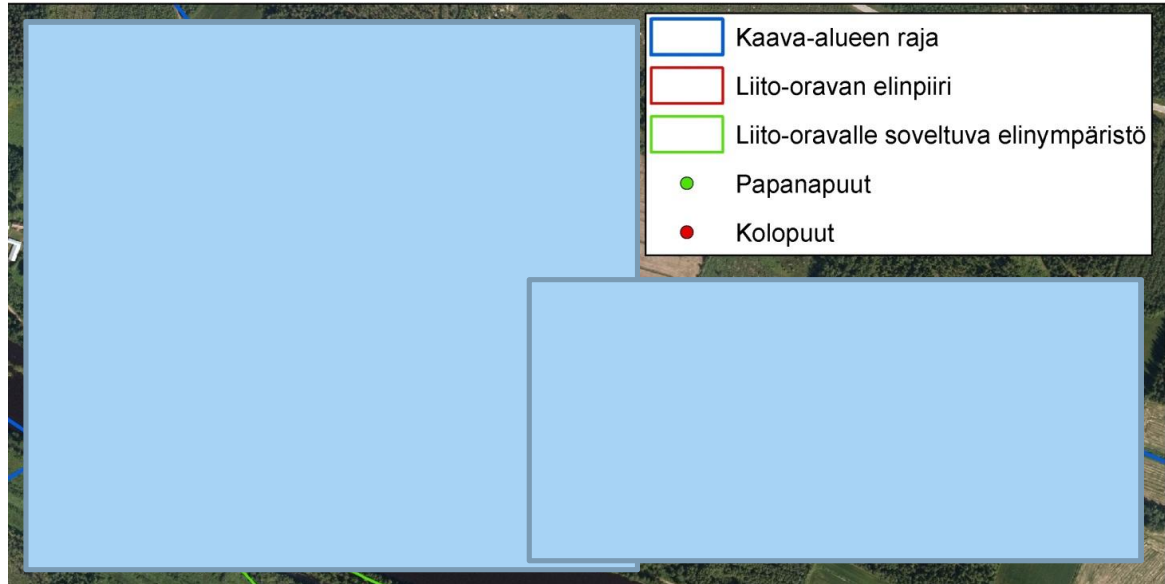 Kaava-alueen raja
Liito-oravan elinpiiri
Liito-oravalle soveltuva elinympäristö
Papanapuut
Kolopuut